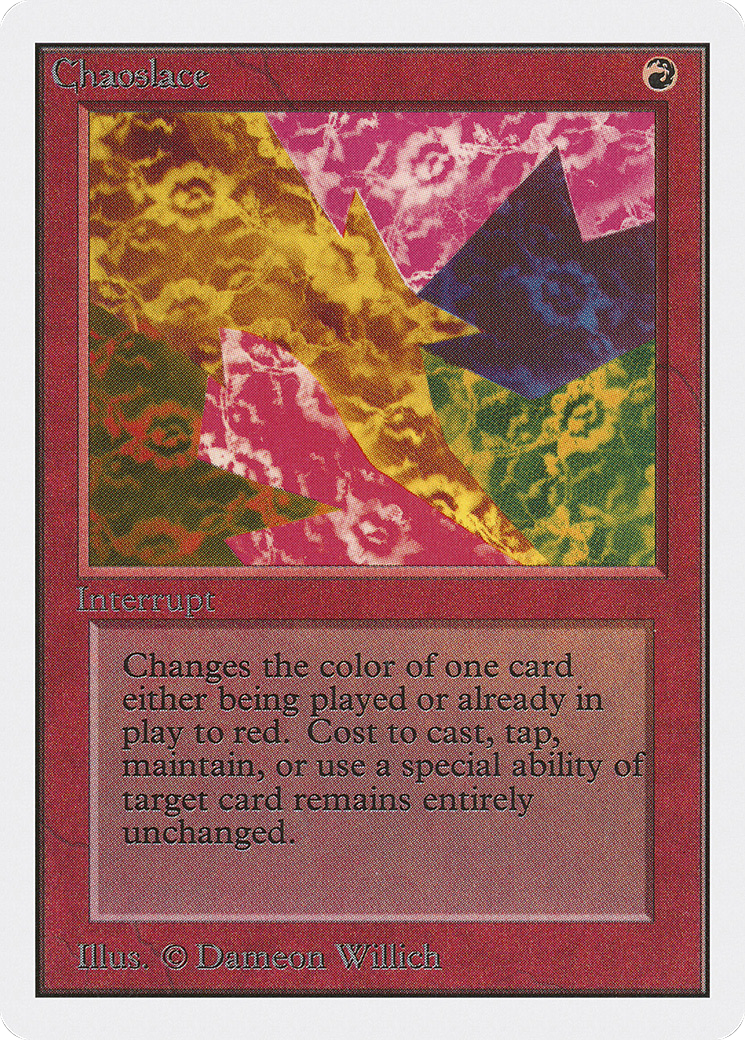 Chaoslace
Interrupt
Changes the color of one card
either being played or already in
play to red.  Cost to cast, tap,
maintain, or use a special ability of
target card remains entirely
unchanged.
Illus. © Dameon Willich